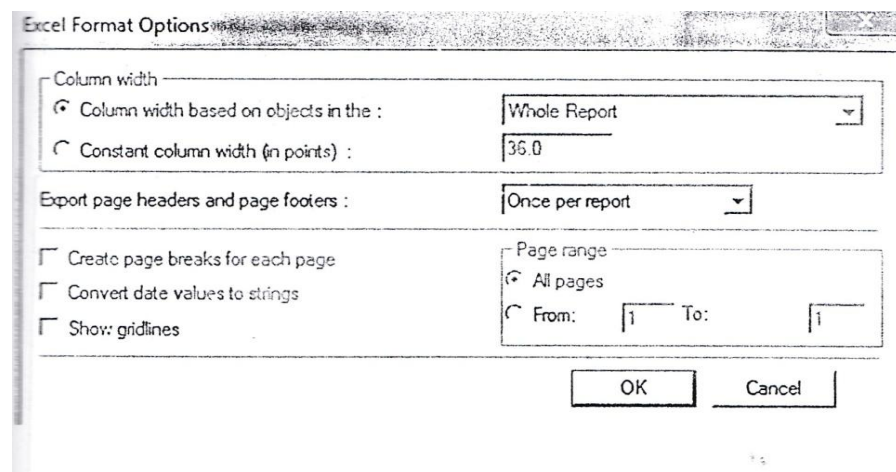 Excel Format Options
Column width
Column width based on objects in the :
Whole Report
Constant column width (in points) :
36.0
Export page headers and page footers :
Once per report
Create page breaks for each page
Convert date values to strings
Show gridlines
Page range
All pages
From: 1 To: 1
OK Cancel